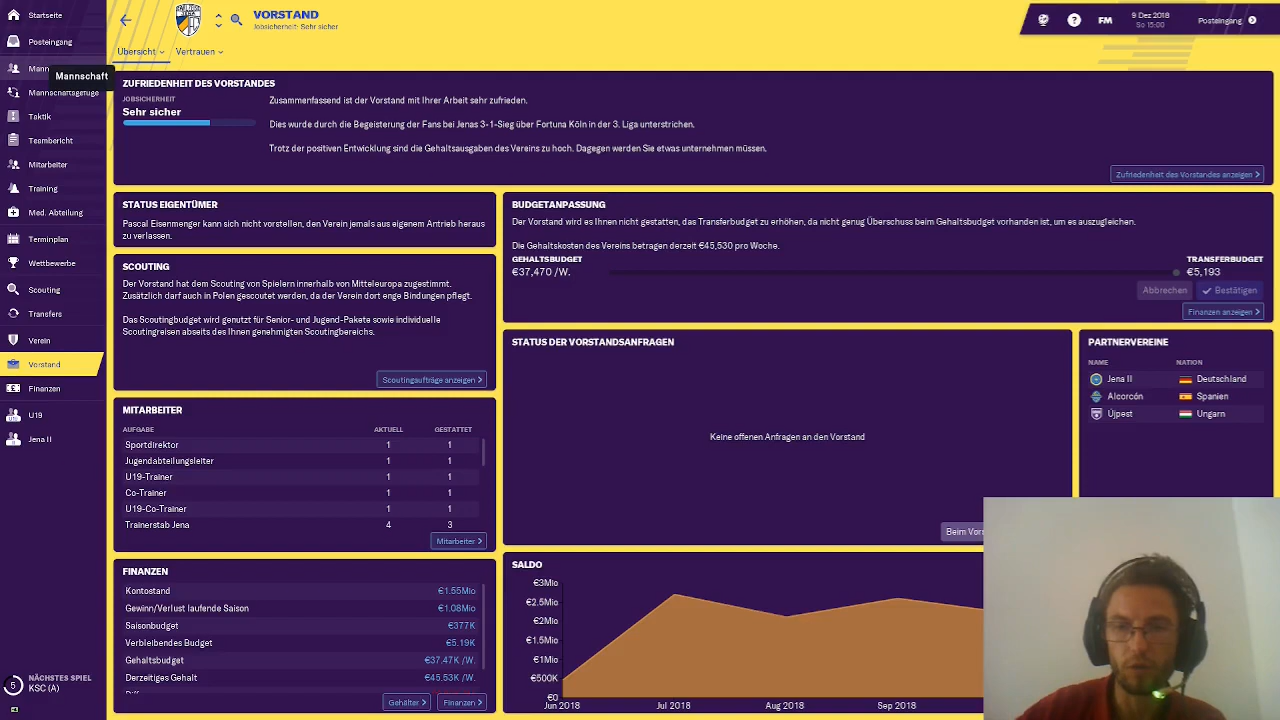 Startseite
Posteingang
Mann
Mannschaft
Mannschaftsgefüge
Taktik
Teambericht
Mitarbeiter
Training
Med. Abteilung
Terminplan
Wettbewerbe
Scouting
Transfers
Verein
Vorstand
Finanzen
U19
Jena II
NÄCHSTES SPIEL
KSC (A)
VORSTAND
Jobsicherheit: Sehr sicher
FM
9 Dez 2018
So 15:00
Posteingang
Übersicht
Vertrauen
ZUFRIEDENHEIT DES VORSTANDES
JOBSICHERHEIT
Sehr sicher
Zusammenfassend ist der Vorstand mit Ihrer Arbeit sehr zufrieden.
Dies wurde durch die Begeisterung der Fans bei Jenas 3-1-Sieg über Fortuna Köln in der 3. Liga unterstrichen.
Trotz der positiven Entwicklung sind die Gehaltsausgaben des Vereins zu hoch. Dagegen werden Sie etwas unternehmen müssen.
Zufriedenheit des Vorstandes anzeigen >
STATUS EIGENTÜMER
Pascal Eisenmenger kann sich nicht vorstellen, den Verein jemals aus eigenem Antrieb heraus
zu verlassen.
SCOUTING
Der Vorstand hat dem Scouting von Spielern innerhalb von Mitteleuropa zugestimmt.
Zusätzlich darf auch in Polen gescoutet werden, da der Verein dort enge Bindungen pflegt.
Das Scoutingbudget wird genutzt für Senior- und Jugend-Pakete sowie individuelle
Scoutingreisen abseits des Ihnen genehmigten Scoutingbereichs.
Scoutingaufträge anzeigen >
MITARBEITER
AUFGABE AKTUELL GESTATTET
Sportdirektor 1 1
Jugendabteilungsleiter 1 1
U19-Trainer 1 1
Co-Trainer 1 1
U19-Co-Trainer 1 1
Trainerstab Jena 4 3
Mitarbeiter >
FINANZEN
Kontostand €1.55Mio
Gewinn/Verlust laufende Saison €1.08Mio
Saisonbudget €377K
Verbleibendes Budget €5.19K
Gehaltsbudget €37.47K /W.
Derzeitiges Gehalt €45.53K /W.
Gehälter >
Finanzen >
BUDGETANPASSUNG
Der Vorstand wird es Ihnen nicht gestatten, das Transferbudget zu erhöhen, da nicht genug Überschuss beim Gehaltsbudget vorhanden ist, um es auszugleichen.
Die Gehaltskosten des Vereins betragen derzeit €45,530 pro Woche.
GEHALTSBUDGET TRANSFERBUDGET
€37,470 /W. €5,193
Abbrechen
Bestätigen
Finanzen anzeigen >
STATUS DER VORSTANDSANFRAGEN
Keine offenen Anfragen an den Vorstand
Beim Vors
PARTNERVEREINE
NAME NATION
Jena II Deutschland
Alcorcón Spanien
Újpest Ungarn
SALDO
€3Mio
€2.5Mio
€2Mio
€1.5Mio
€1Mio
€500K
€0
Jun 2018 Jul 2018 Aug 2018 Sep 2018